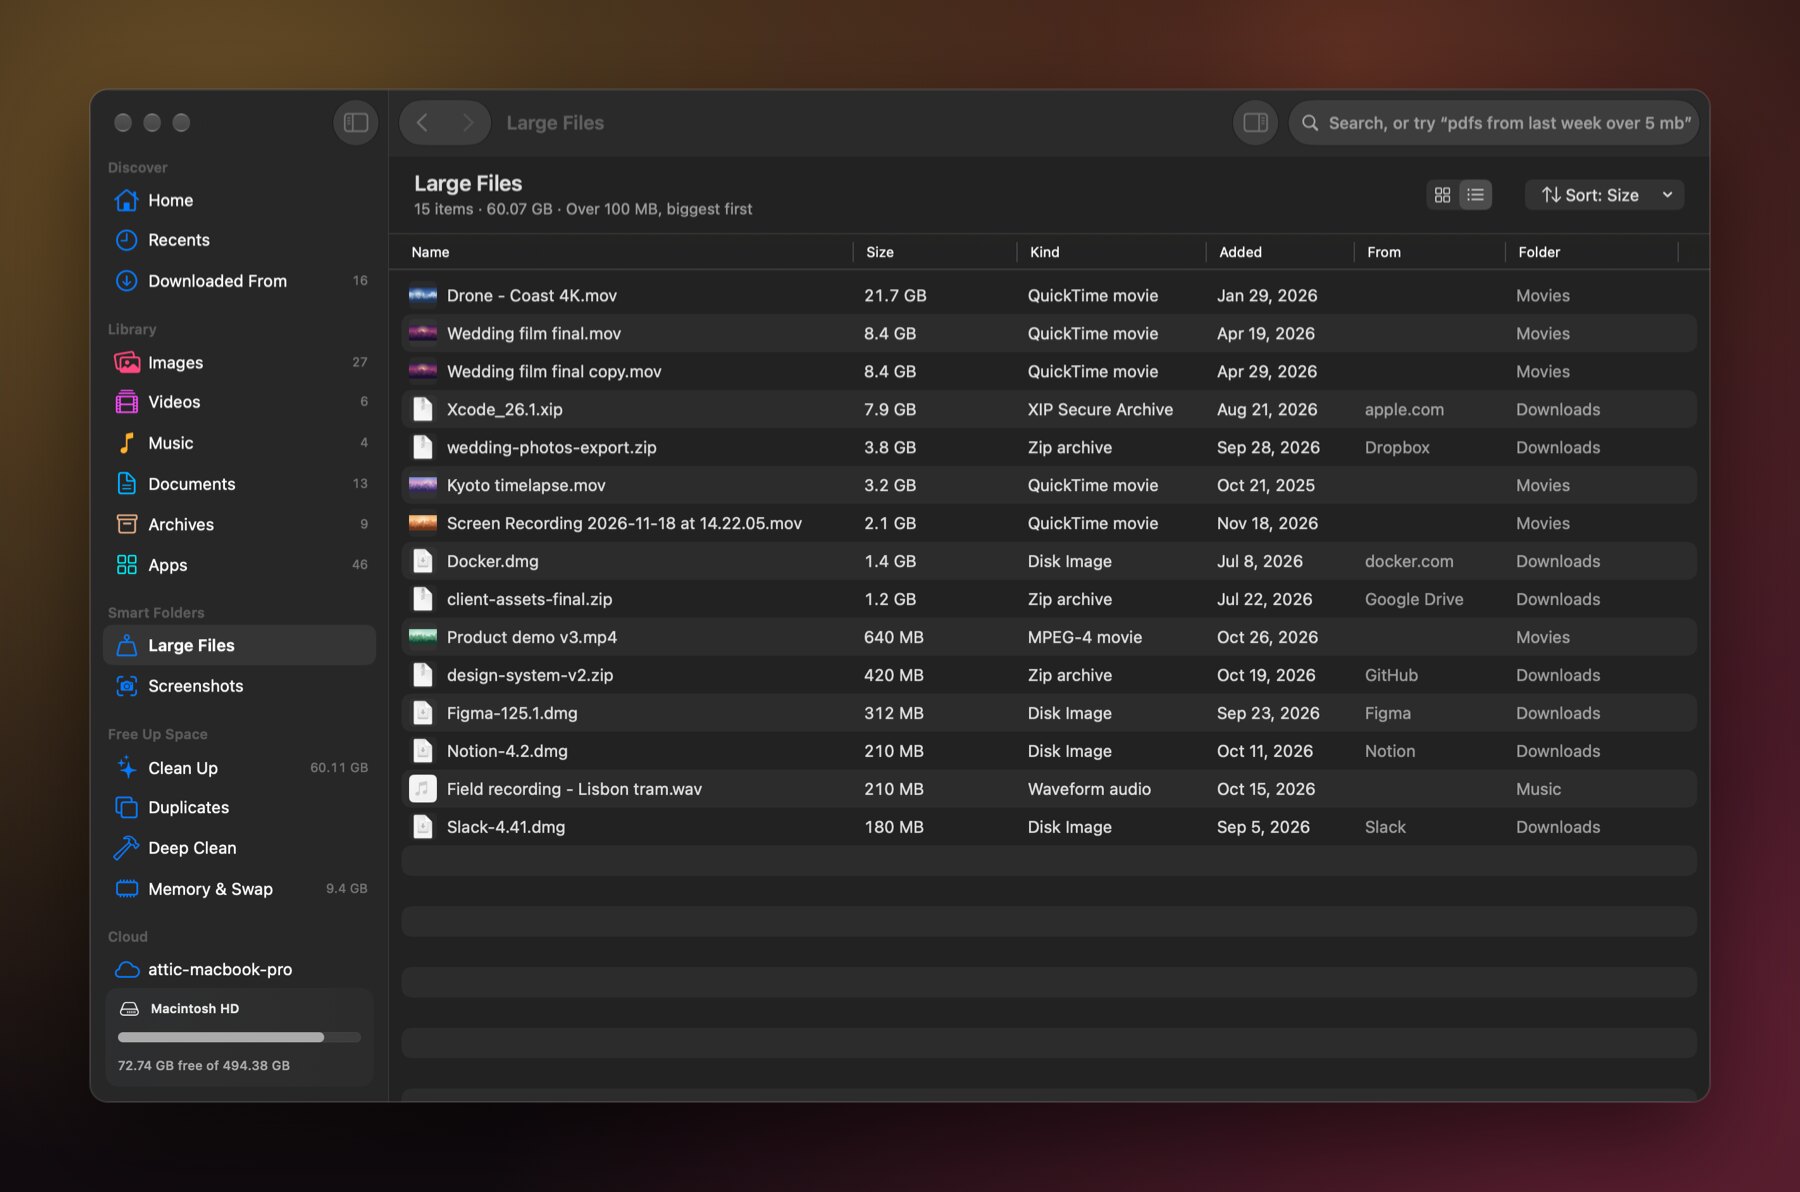 Large Files
Search, or try “pdfs from last week over 5 mb”
Discover
Home
Recents
Downloaded From 16
Library
Images 27
Videos 6
Music 4
Documents 13
Archives 9
Apps 46
Smart Folders
Large Files
Screenshots
Free Up Space
Clean Up 60.11 GB
Duplicates
Deep Clean
Memory & Swap 9.4 GB
Cloud
attic-macbook-pro
Macintosh HD
72.74 GB free of 494.38 GB
Large Files
15 items · 60.07 GB · Over 100 MB, biggest first
Sort: Size
Name Size Kind Added From Folder
Drone - Coast 4K.mov 21.7 GB QuickTime movie Jan 29, 2026 Movies
Wedding film final.mov 8.4 GB QuickTime movie Apr 19, 2026 Movies
Wedding film final copy.mov 8.4 GB QuickTime movie Apr 29, 2026 Movies
Xcode_26.1.xip 7.9 GB XIP Secure Archive Aug 21, 2026 apple.com Downloads
wedding-photos-export.zip 3.8 GB Zip archive Sep 28, 2026 Dropbox Downloads
Kyoto timelapse.mov 3.2 GB QuickTime movie Oct 21, 2025 Movies
Screen Recording 2026-11-18 at 14.22.05.mov 2.1 GB QuickTime movie Nov 18, 2026 Movies
Docker.dmg 1.4 GB Disk Image Jul 8, 2026 docker.com Downloads
client-assets-final.zip 1.2 GB Zip archive Jul 22, 2026 Google Drive Downloads
Product demo v3.mp4 640 MB MPEG-4 movie Oct 26, 2026 Movies
design-system-v2.zip 420 MB Zip archive Oct 19, 2026 GitHub Downloads
Figma-125.1.dmg 312 MB Disk Image Sep 23, 2026 Figma Downloads
Notion-4.2.dmg 210 MB Disk Image Oct 11, 2026 Notion Downloads
Field recording - Lisbon tram.wav 210 MB Waveform audio Oct 15, 2026 Music
Slack-4.41.dmg 180 MB Disk Image Sep 5, 2026 Slack Downloads